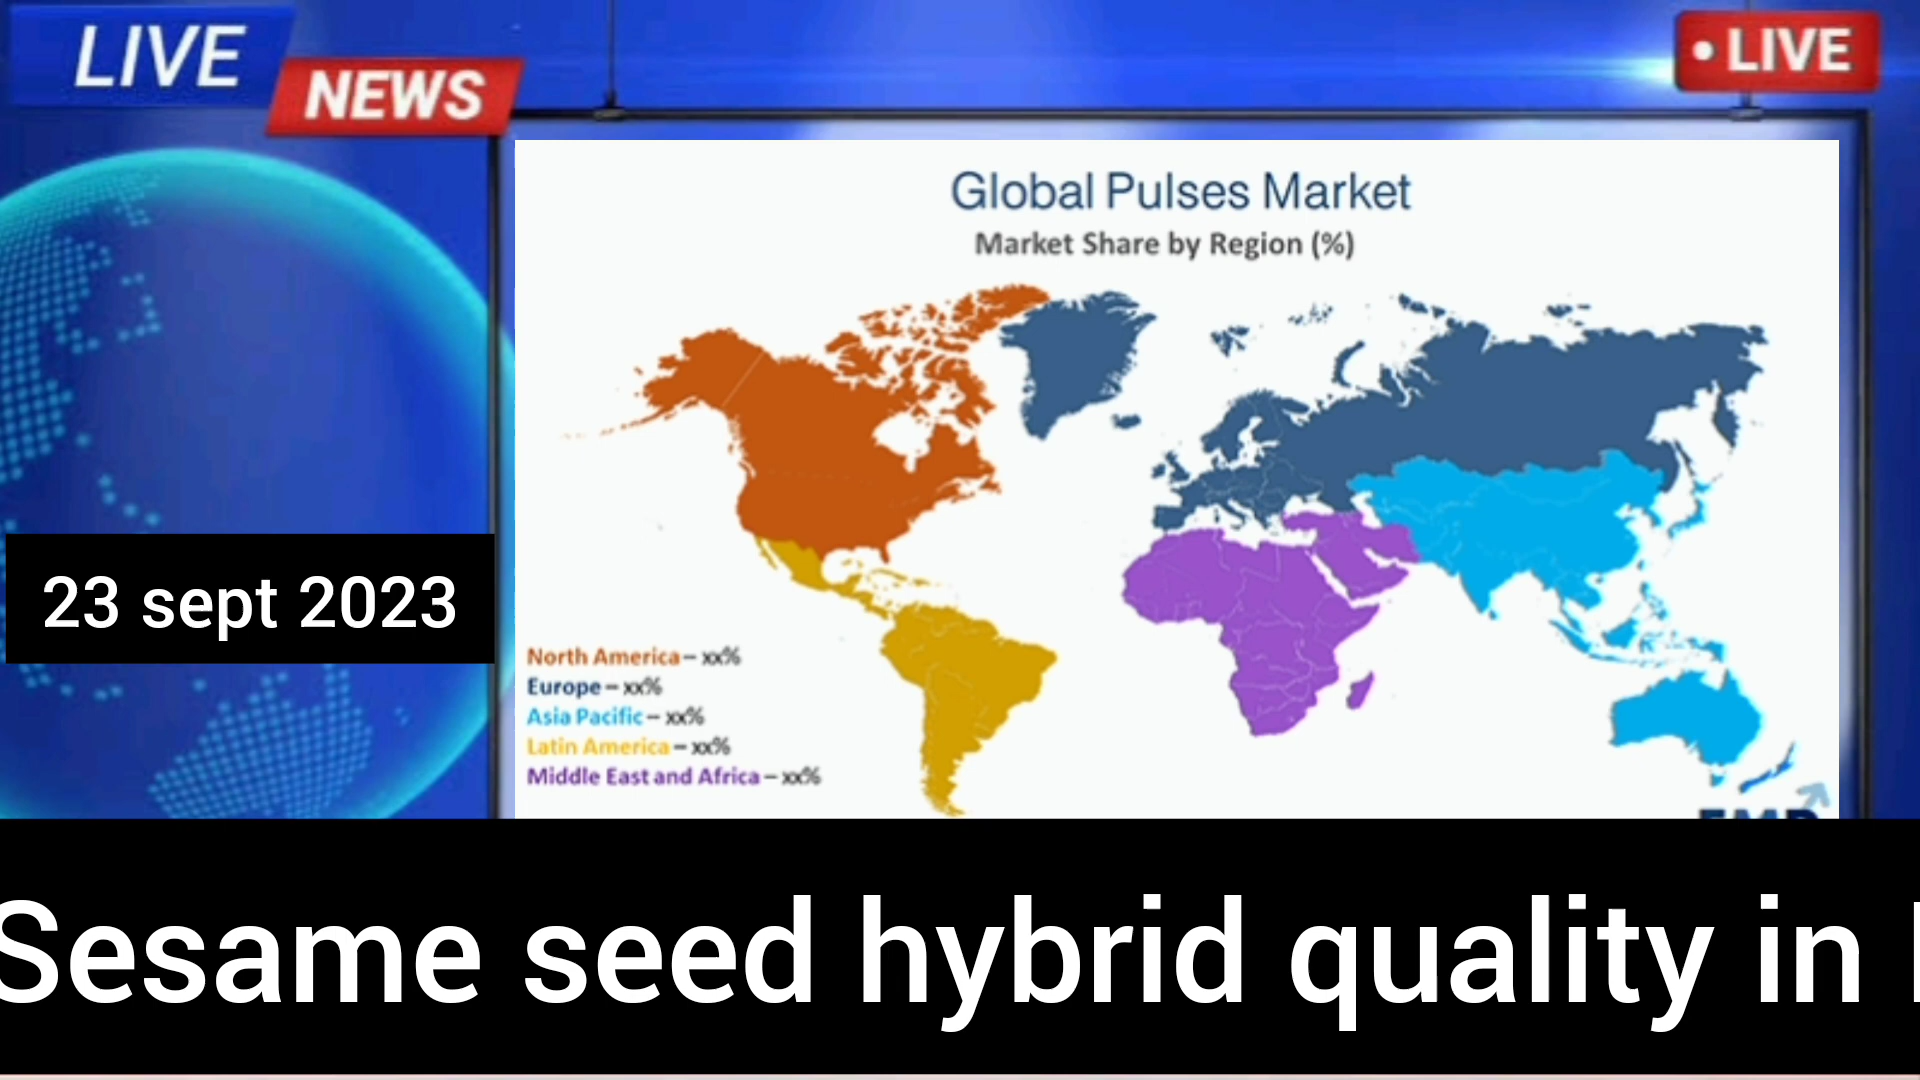 LIVE
NEWS
• LIVE
Global Pulses Market
Market Share by Region (%)
23 sept 2023
North America – xx%
Europe – xx%
Asia Pacific – xx%
Latin America – xx%
Middle East and Africa – xx%
Sesame seed hybrid quality in